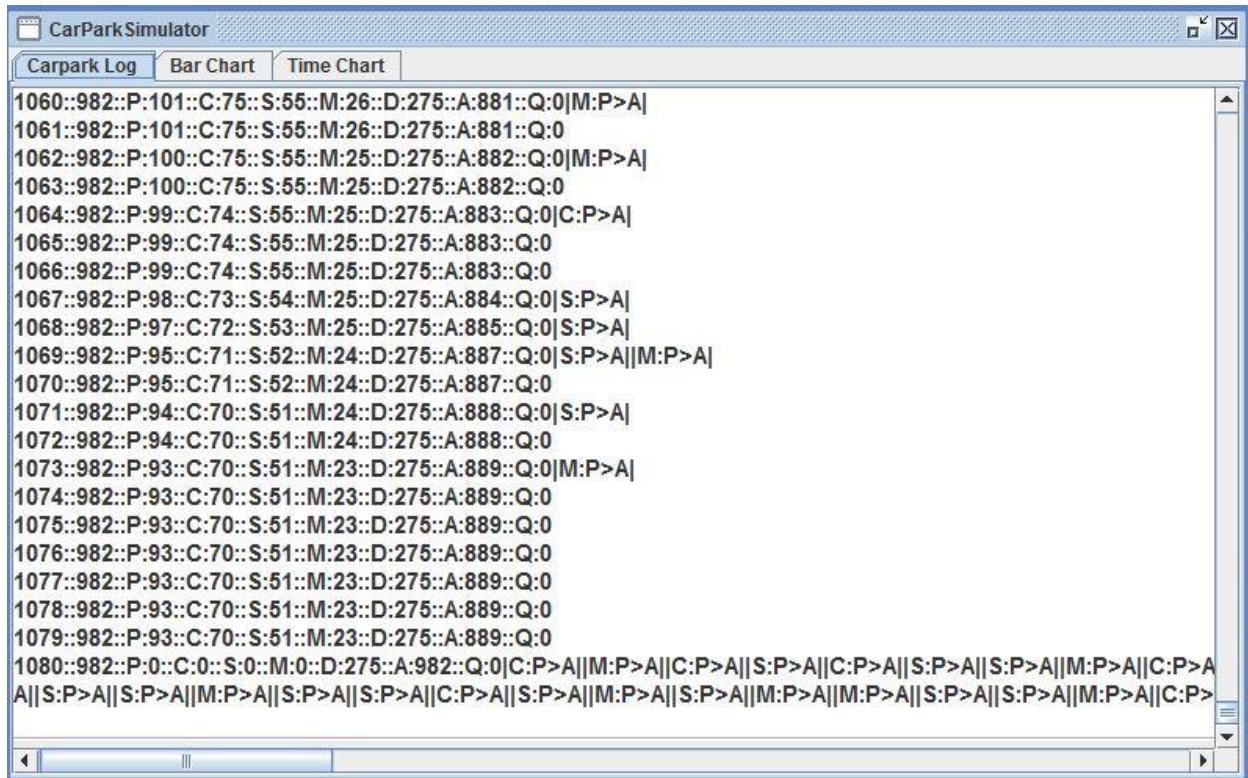 CarParkSimulator
Carpark Log Bar Chart Time Chart
1060::982::P:101::C:75::S:55::M:26::D:275::A:881::Q:0|M:P>A|
1061::982::P:101::C:75::S:55::M:26::D:275::A:881::Q:0
1062::982::P:100::C:75::S:55::M:25::D:275::A:882::Q:0|M:P>A|
1063::982::P:100::C:75::S:55::M:25::D:275::A:882::Q:0
1064::982::P:99::C:74::S:55::M:25::D:275::A:883::Q:0|C:P>A|
1065::982::P:99::C:74::S:55::M:25::D:275::A:883::Q:0
1066::982::P:99::C:74::S:55::M:25::D:275::A:883::Q:0
1067::982::P:98::C:73::S:54::M:25::D:275::A:884::Q:0|S:P>A|
1068::982::P:97::C:72::S:53::M:25::D:275::A:885::Q:0|S:P>A|
1069::982::P:95::C:71::S:52::M:24::D:275::A:887::Q:0|S:P>A||M:P>A|
1070::982::P:95::C:71::S:52::M:24::D:275::A:887::Q:0
1071::982::P:94::C:70::S:51::M:24::D:275::A:888::Q:0|S:P>A|
1072::982::P:94::C:70::S:51::M:24::D:275::A:888::Q:0
1073::982::P:93::C:70::S:51::M:23::D:275::A:889::Q:0|M:P>A|
1074::982::P:93::C:70::S:51::M:23::D:275::A:889::Q:0
1075::982::P:93::C:70::S:51::M:23::D:275::A:889::Q:0
1076::982::P:93::C:70::S:51::M:23::D:275::A:889::Q:0
1077::982::P:93::C:70::S:51::M:23::D:275::A:889::Q:0
1078::982::P:93::C:70::S:51::M:23::D:275::A:889::Q:0
1079::982::P:93::C:70::S:51::M:23::D:275::A:889::Q:0
1080::982::P:0::C:0::S:0::M:0::D:275::A:982::Q:0|C:P>A||M:P>A||C:P>A||S:P>A||C:P>A||S:P>A||S:P>A||M:P>A||C:P>A
A||S:P>A||S:P>A||M:P>A||S:P>A||S:P>A||C:P>A||S:P>A||M:P>A||S:P>A||M:P>A||M:P>A||S:P>A||S:P>A||M:P>A||C:P>